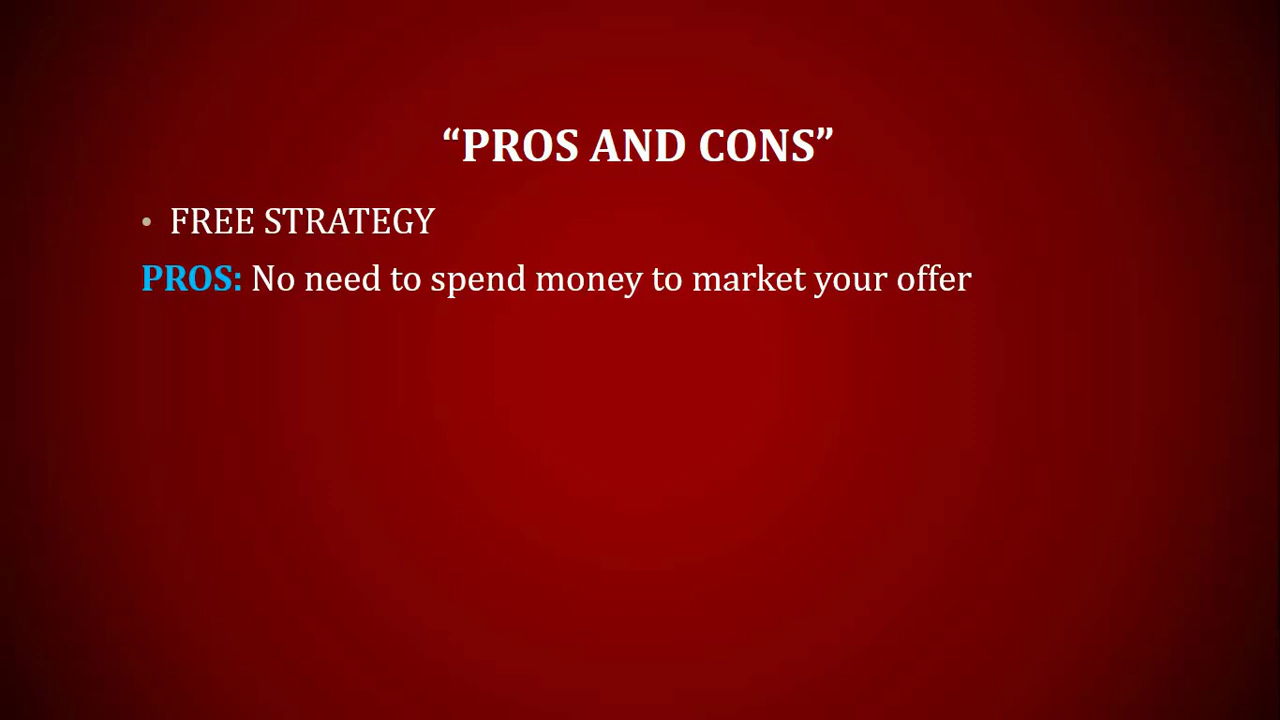 “PROS AND CONS”
• FREE STRATEGY
PROS: No need to spend money to market your offer